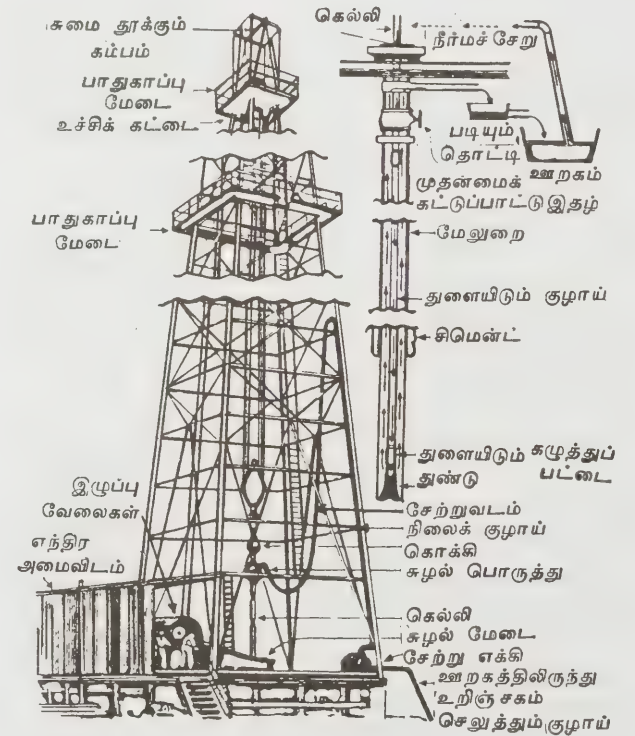 சுமை தூக்கும்
கம்பம்
பாதுகாப்பு
மேடை
உச்சிக் கட்டை
பாதுகாப்பு
மேடை
இழுப்பு
வேலைகள்
எந்திர
அமைவிடம்
கெல்லி
நீர்மச் சேறு
படியும்
தொட்டி
ஊறகம்
முதன்மைக்
கட்டுப்பாட்டு இதழ்
மேலுறை
துளையிடும் குழாய்
சிமென்ட்
துளையிடும் கழுத்துப்
துண்டு பட்டை
சேற்றுவடம்
நிலைக் குழாய்
கொக்கி
சுழல் பொருத்து
கெல்லி
சுழல் மேடை
சேற்று எக்கி
ஊறகத்திலிருந்து
உறிஞ் சகம்
செலுத்தும் குழாய்